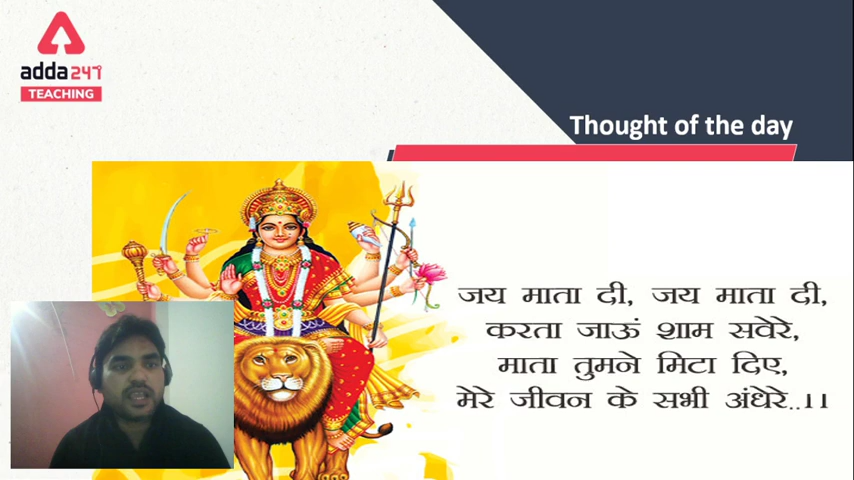 adda247
TEACHING
Thought of the day
जय माता दी, जय माता दी,
करता जाऊं शाम सवेरे,
माता तुमने मिटा दिए,
मेरे जीवन के सभी अंधेरे..।।